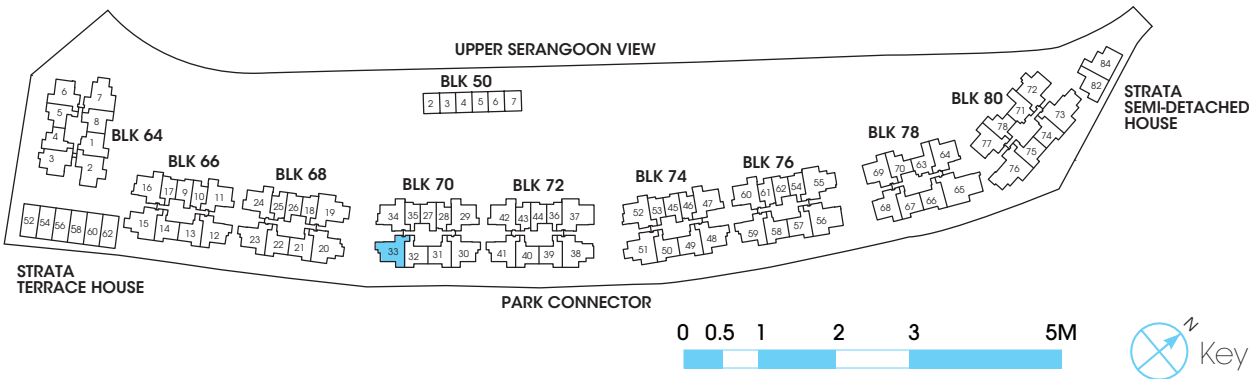 UPPER SERANGOON VIEW
BLK 50
2 3 4 5 6 7
84
82
STRATA
SEMI-DETACHED
HOUSE
BLK 80
72
71
73
78
74
77
75
76
6 7
5 8
4 1
3 2
BLK 64
BLK 66
16 17 9 10 11
15 14 13 12
BLK 68
24 25 26 18 19
23 22 21 20
BLK 70
34 35 27 28 29
33 32 31 30
BLK 72
42 43 44 36 37
41 40 39 38
BLK 74
52 53 45 46 47
51 50 49 48
BLK 76
60 61 62 54 55
59 58 57 56
BLK 78
69 70 63 64
68 67 66 65
52 54 56 58 60 62
STRATA
TERRACE HOUSE
PARK CONNECTOR
0 0.5 1 2 3 5M
N
Key